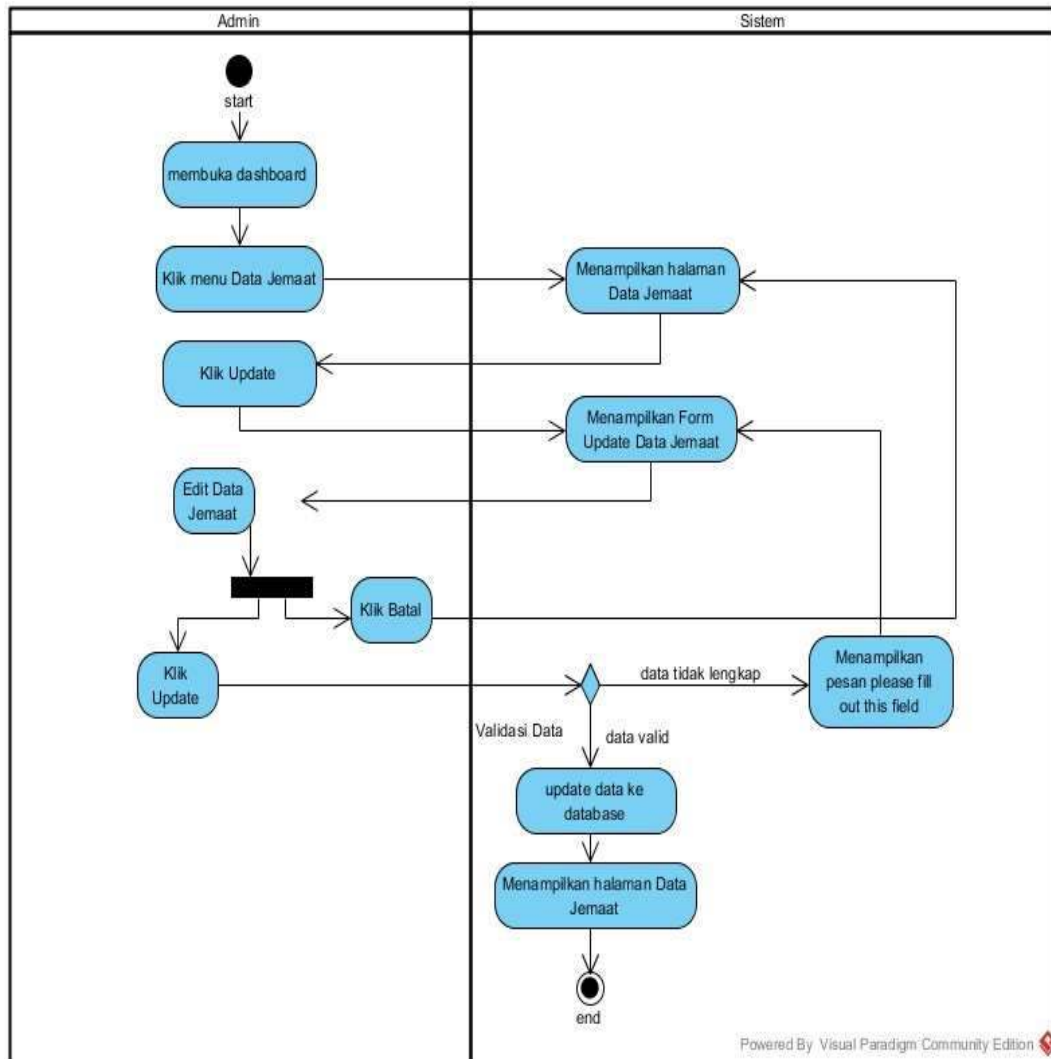 Admin
Sistem
start
membuka dashboard
Klik menu Data Jemaat
Menampilkan halaman
Data Jemaat
Klik Update
Menampilkan Form
Update Data Jemaat
Edit Data
Jemaat
Klik Batal
Klik
Update
data tidak lengkap
Menampilkan
pesan please fill
out this field
Validasi Data
data valid
update data ke
database
Menampilkan halaman Data
Jemaat
end
Powered By Visual Paradigm Community Edition